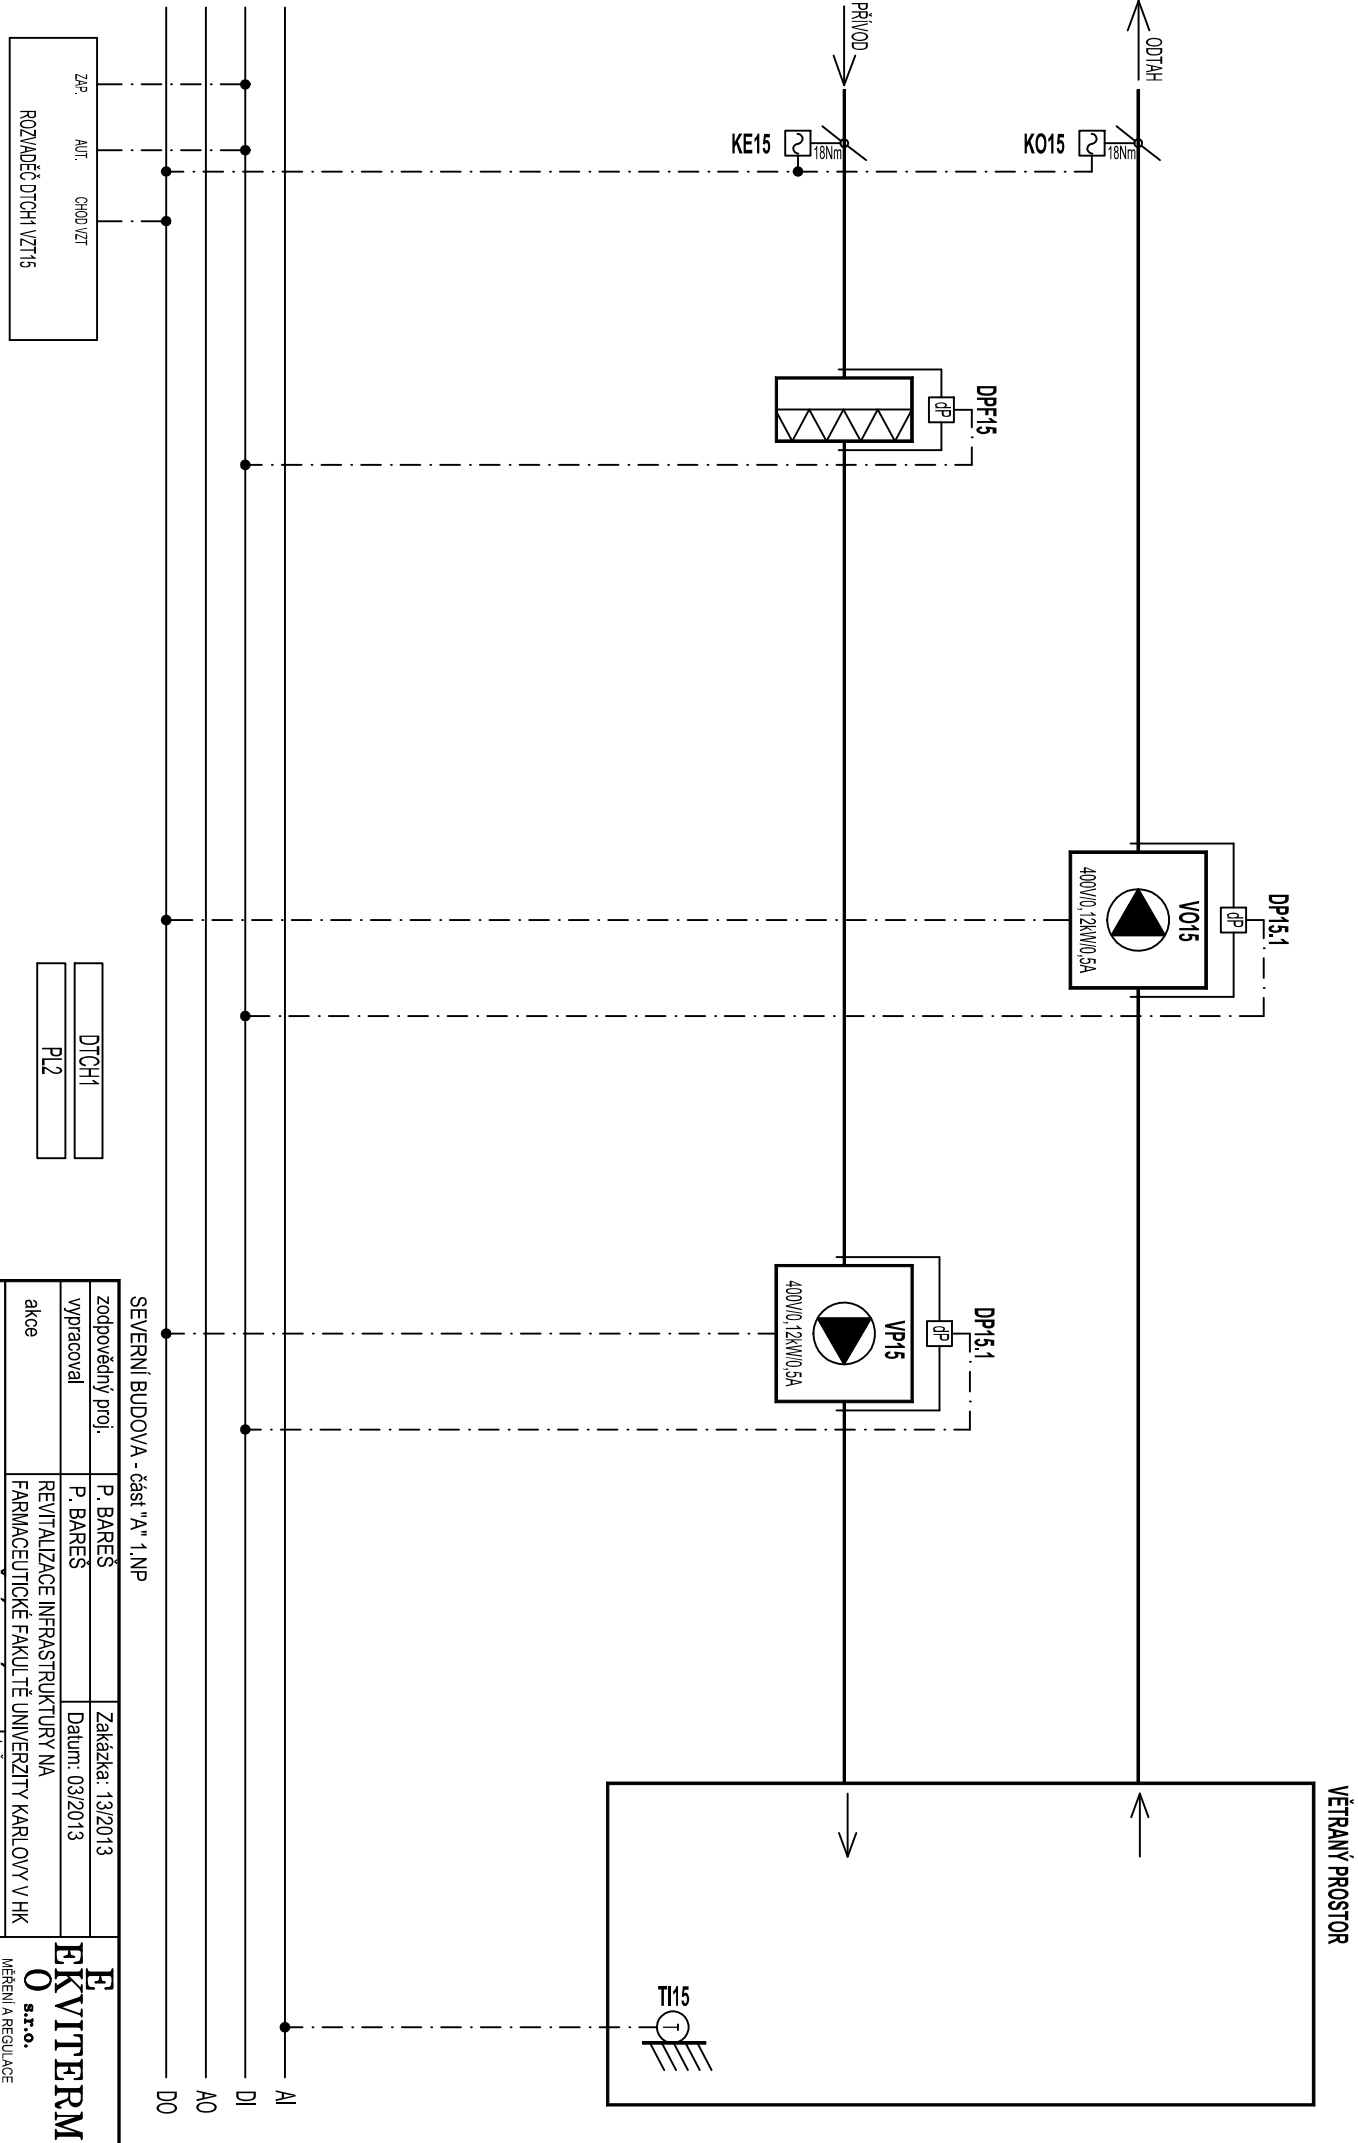 VĚTRANÝ PROSTOR
ODTAH
PŘÍVOD
KO15
18Nm
KE15
18Nm
DPF15
dP
DP15.1
dP
VO15
400V/0,12kW/0,5A
DP15.1
dP
VP15
400V/0,12kW/0,5A
TI15
T
AI
DI
AO
DO
ZAP.
AUT.
CHOD VZT
ROZVADĚČ DTCH1 VZT15
DTCH1
PL2
SEVERNÍ BUDOVA - část "A" 1.NP
zodpovědný proj.
P. BAREŠ
Zakázka: 13/2013
vypracoval
P. BAREŠ
Datum: 03/2013
akce
REVITALIZACE INFRASTRUKTURY NA
FARMACEUTICKÉ FAKULTĚ UNIVERZITY KARLOVY V HK
E
EKVITERM
O s.r.o.
MĚŘENÍ A REGULACE